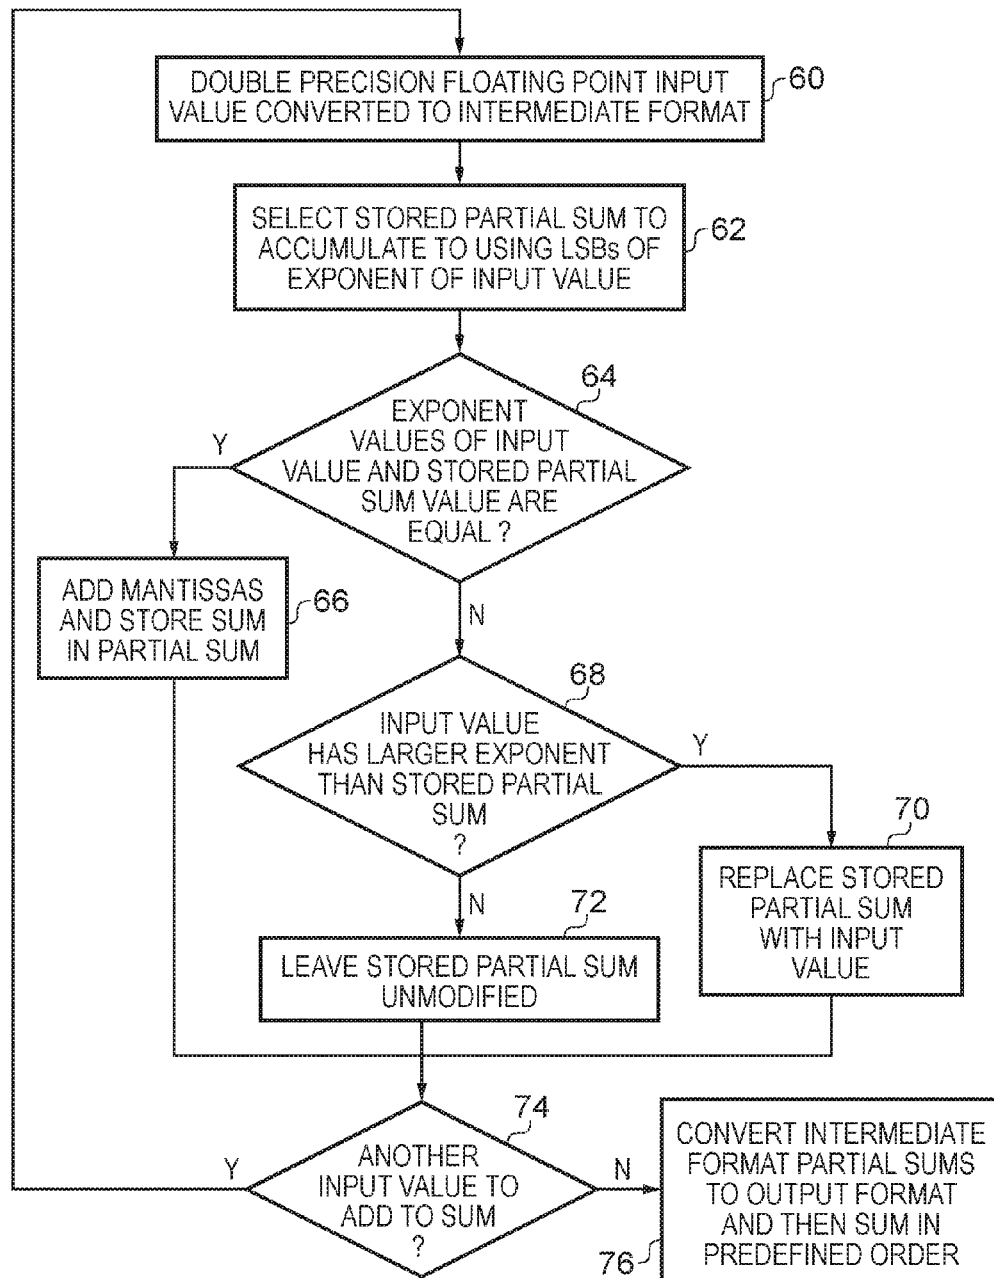 DOUBLE PRECISION FLOATING POINT INPUT
VALUE CONVERTED TO INTERMEDIATE FORMAT
60
SELECT STORED PARTIAL SUM TO
ACCUMULATE TO USING LSBs OF
EXPONENT OF INPUT VALUE
62
64
EXPONENT
VALUES OF INPUT
VALUE AND STORED PARTIAL
SUM VALUE ARE
EQUAL ?
Y
N
ADD MANTISSAS
AND STORE SUM
IN PARTIAL SUM
66
68
INPUT VALUE
HAS LARGER EXPONENT
THAN STORED PARTIAL
SUM
?
Y
N
70
REPLACE STORED
PARTIAL SUM
WITH INPUT
VALUE
72
LEAVE STORED PARTIAL SUM
UNMODIFIED
74
ANOTHER
INPUT VALUE TO
ADD TO SUM
?
Y
N
CONVERT INTERMEDIATE
FORMAT PARTIAL SUMS
TO OUTPUT FORMAT
AND THEN SUM IN
PREDEFINED ORDER
76